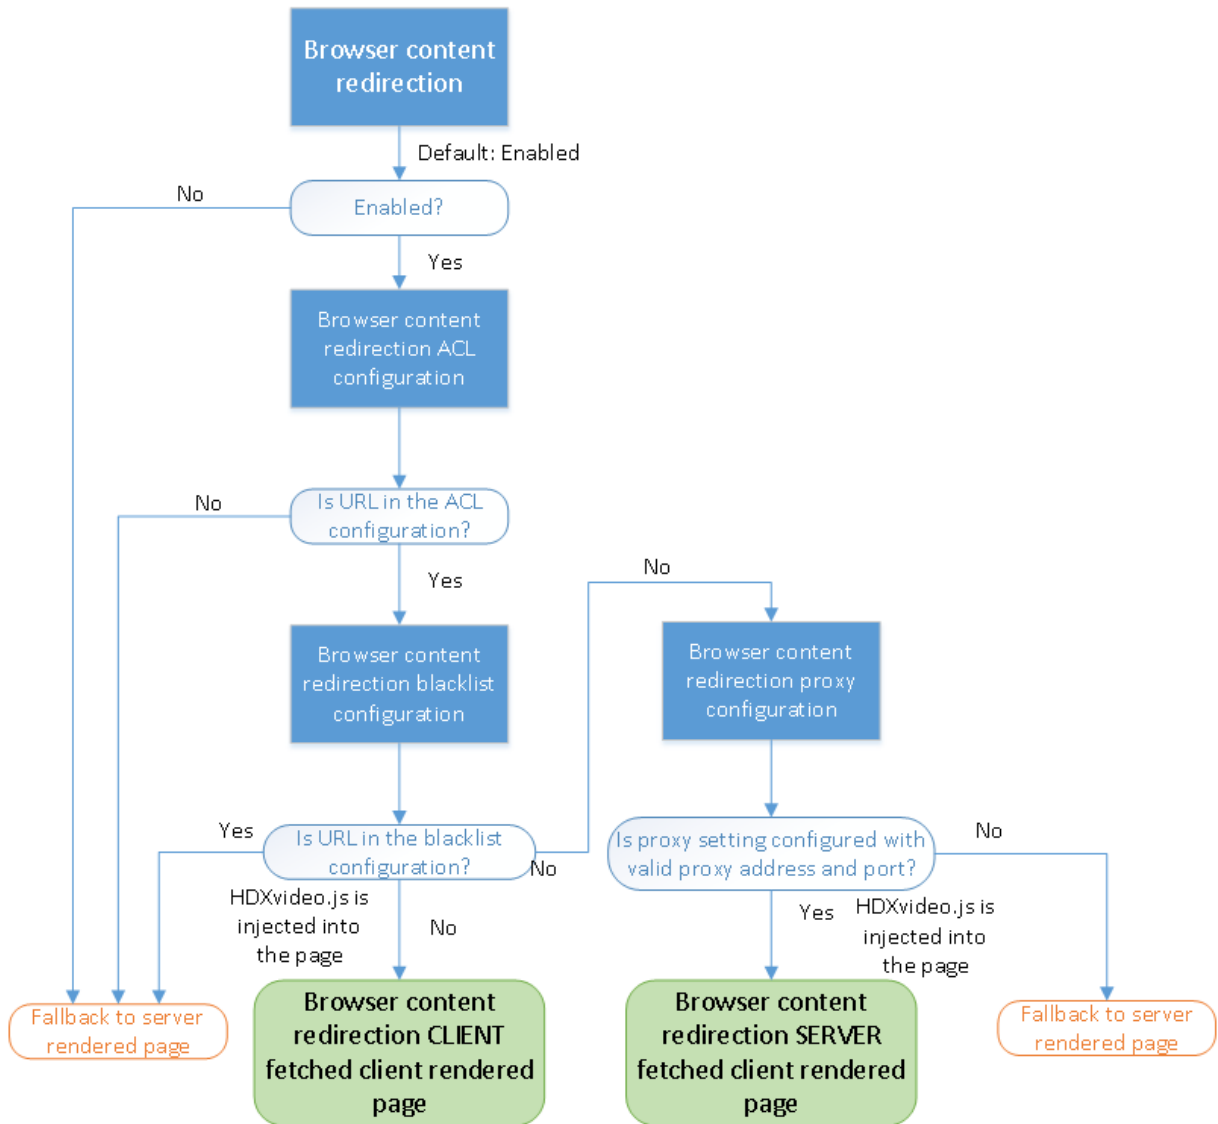 Browser content
redirection
Default: Enabled
No
Enabled?
Yes
Browser content
redirection ACL
configuration
No
Is URL in the ACL
configuration?
Yes
No
Browser content
redirection blacklist
configuration
Browser content
redirection proxy
configuration
Yes
Is URL in the blacklist
configuration?
No
Is proxy setting configured with
valid proxy address and port?
No
HDXvideo.js is
injected into
the page
No
Yes
HDXvideo.js is
injected into
the page
Fallback to server
rendered page
Browser content
redirection CLIENT
fetched client rendered
page
Browser content
redirection SERVER
fetched client rendered
page
Fallback to server
rendered page